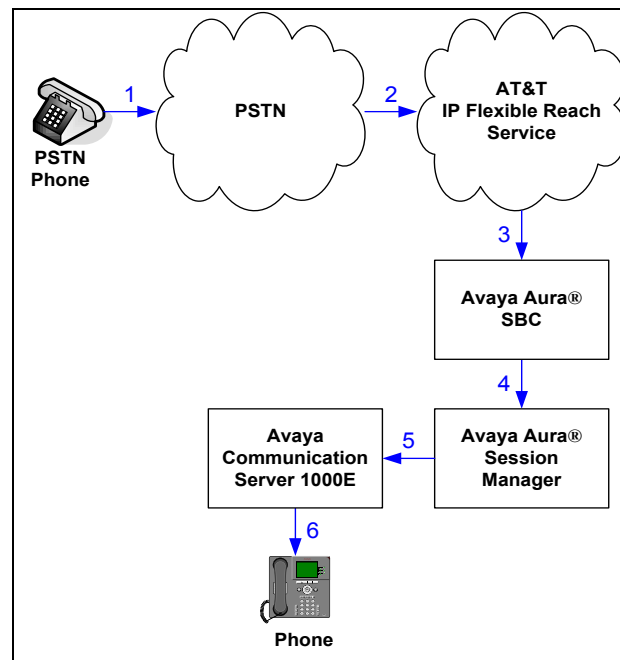 1
PSTN
2
AT&T
IP Flexible Reach
Service
PSTN
Phone
3
Avaya Aura®
SBC
4
Avaya
Communication
Server 1000E
5
Avaya Aura®
Session
Manager
6
Phone